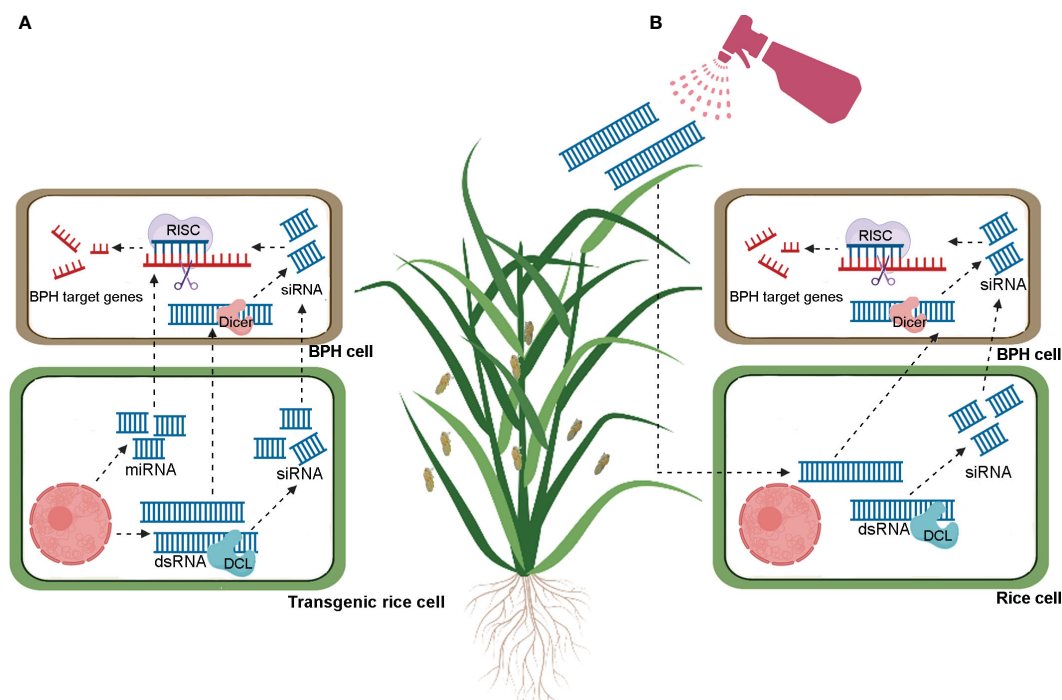 A
RISC
BPH target genes
siRNA
Dicer
BPH cell
miRNA
siRNA
dsRNA
DCL
Transgenic rice cell
B
RISC
BPH target genes
siRNA
Dicer
BPH cell
siRNA
dsRNA
DCL
Rice cell